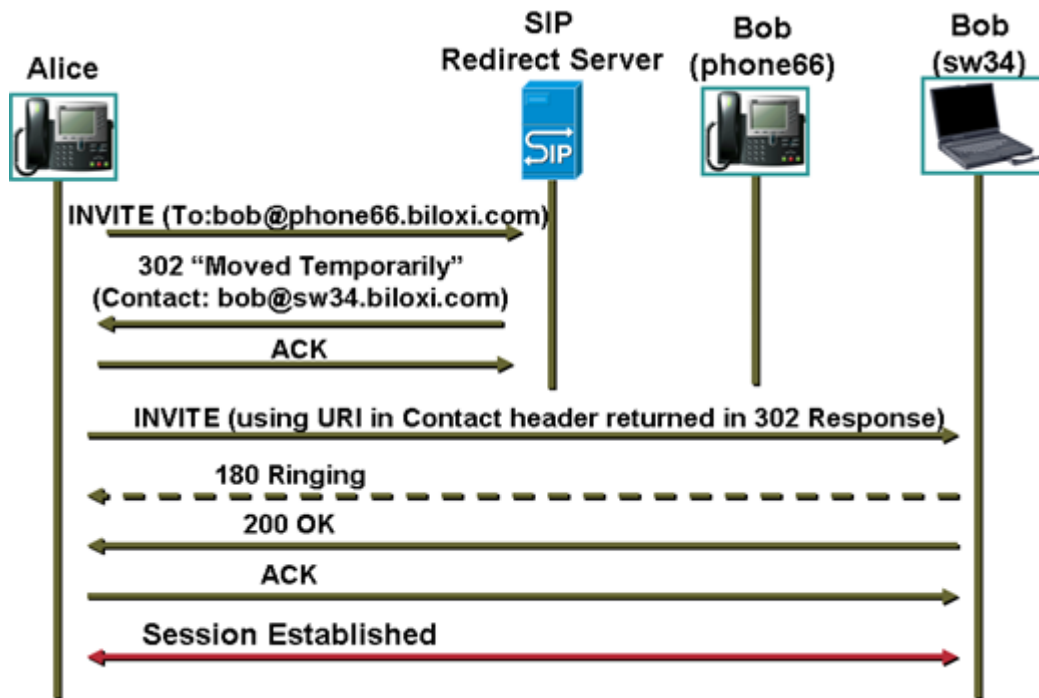 Alice
SIP
Redirect Server
Bob
(phone66)
Bob
(sw34)
SIP
INVITE (To:bob@phone66.biloxi.com)
302 “Moved Temporarily”
(Contact: bob@sw34.biloxi.com)
ACK
INVITE (using URI in Contact header returned in 302 Response)
180 Ringing
200 OK
ACK
Session Established